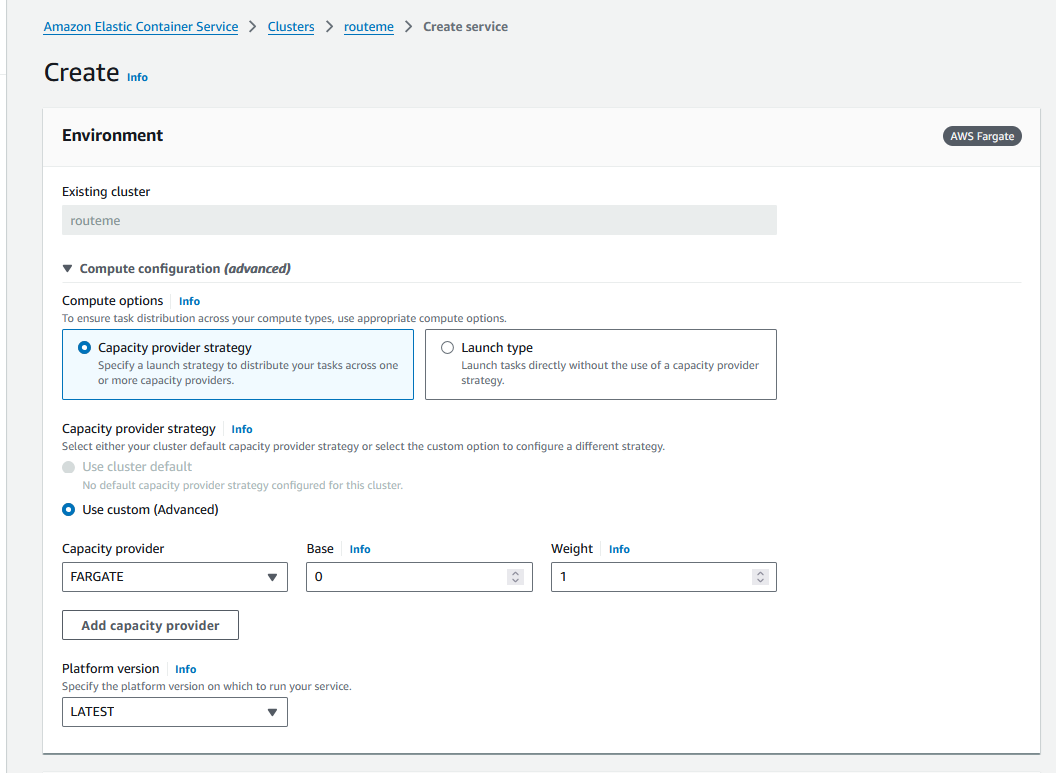 Amazon Elastic Container Service > Clusters > routeme > Create service
Create Info
Environment
AWS Fargate
Existing cluster
routeme
Compute configuration (advanced)
Compute options Info
To ensure task distribution across your compute types, use appropriate compute options.
Capacity provider strategy
Specify a launch strategy to distribute your tasks across one
or more capacity providers.
Launch type
Launch tasks directly without the use of a capacity provider
strategy.
Capacity provider strategy Info
Select either your cluster default capacity provider strategy or select the custom option to configure a different strategy.
Use cluster default
No default capacity provider strategy configured for this cluster.
Use custom (Advanced)
Capacity provider
FARGATE
Base Info
0
Weight Info
1
Add capacity provider
Platform version Info
Specify the platform version on which to run your service.
LATEST